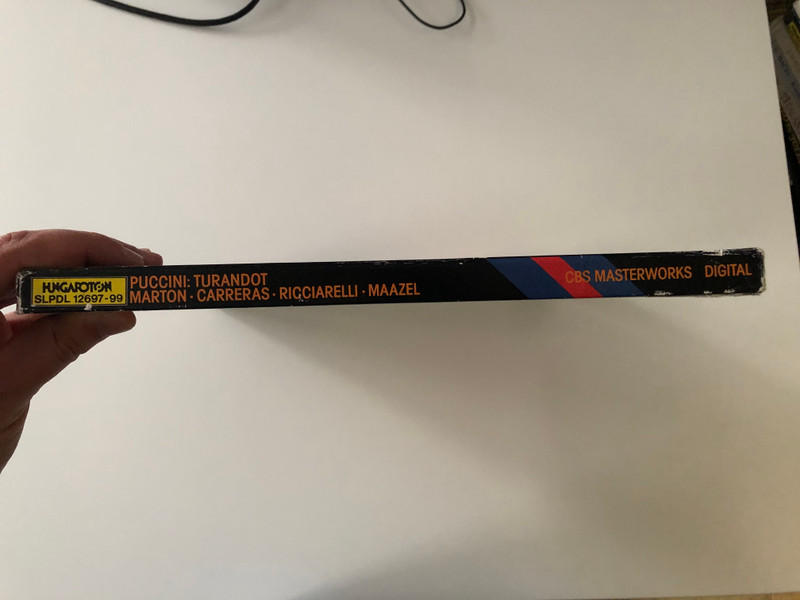 HUNGAROTON
SLPDL 12697-99
PUCCINI: TURANDOT
MARTON · CARRERAS · RICCIARELLI · MAAZEL
CBS MASTERWORKS DIGITAL